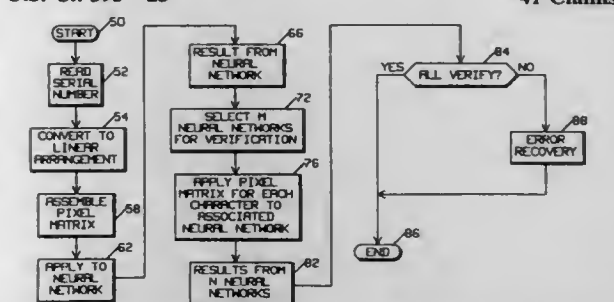 50
START
52
READ
SERIAL
NUMBER
54
CONVERT TO
LINEAR
ARRANGEMENT
ASSEMBLE
PIXEL
MATRIX
58
62
APPLY TO
NEURAL
NETWORK
66
RESULT FROM
NEURAL
NETWORK
72
SELECT M
NEURAL NETWORKS
FOR VERIFICATION
76
APPLY PIXEL
MATRIX FOR EACH
CHARACTER TO
ASSOCIATED
NEURAL NETWORK
82
RESULTS FROM
N NEURAL
NETWORKS
84
YES ALL VERIFY? NO
88
ERROR
RECOVERY
END 86